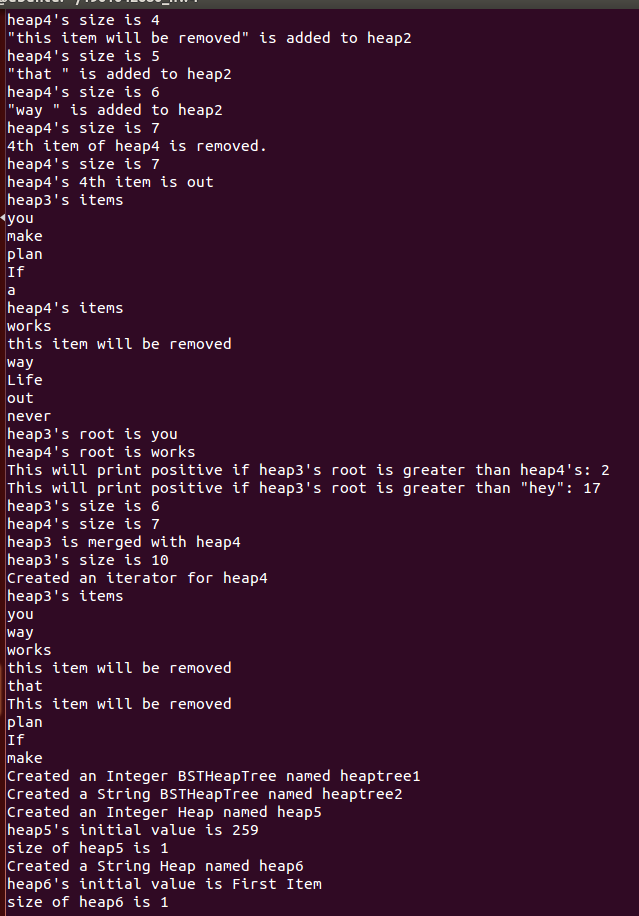 heap4's size is 4
"this item will be removed" is added to heap2
heap4's size is 5
"that " is added to heap2
heap4's size is 6
"way " is added to heap2
heap4's size is 7
4th item of heap4 is removed.
heap4's size is 7
heap4's 4th item is out
heap3's items
you
make
plan
If
a
heap4's items
works
this item will be removed
way
Life
out
never
heap3's root is you
heap4's root is works
This will print positive if heap3's root is greater than heap4's: 2
This will print positive if heap3's root is greater than "hey": 17
heap3's size is 6
heap4's size is 7
heap3 is merged with heap4
heap3's size is 10
Created an iterator for heap4
heap3's items
you
way
works
this item will be removed
that
This item will be removed
plan
If
make
Created an Integer BSTHeapTree named heaptree1
Created a String BSTHeapTree named heaptree2
Created an Integer Heap named heap5
heap5's initial value is 259
size of heap5 is 1
Created a String Heap named heap6
heap6's initial value is First Item
size of heap6 is 1